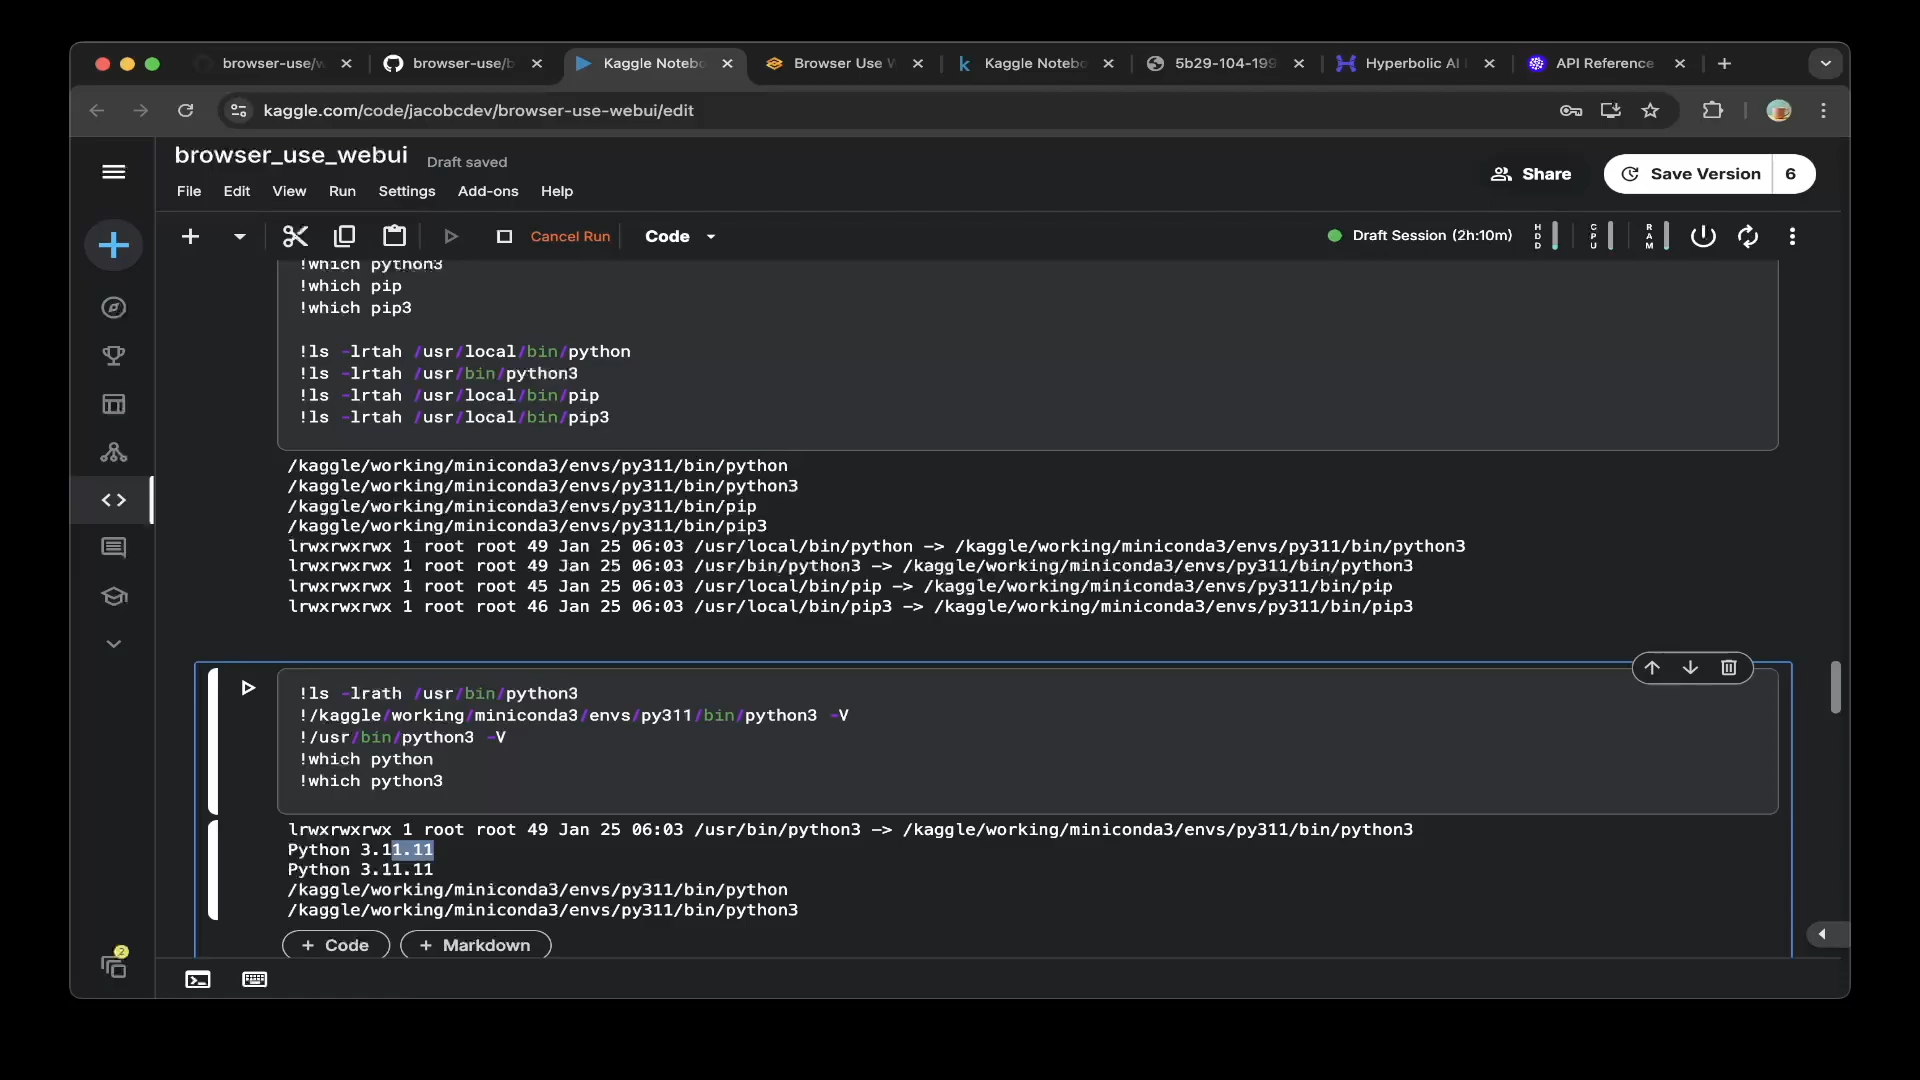 browser-use/w
browser-use/b
Kaggle Notebo
Browser Use W
k
Kaggle Notebo
5b29-104-199
Hyperbolic AI
API Reference
kaggle.com/code/jacobcdev/browser-use-webui/edit
browser_use_webui
Draft saved
Share
Save Version
6
File
Edit
View
Run
Settings
Add-ons
Help
Cancel Run
Code
Draft Session (2h:10m)
HDD
CPU
RAM
!which python3
!which pip
!which pip3
!ls -lrtah /usr/local/bin/python
!ls -lrtah /usr/bin/python3
!ls -lrtah /usr/local/bin/pip
!ls -lrtah /usr/local/bin/pip3
/kaggle/working/miniconda3/envs/py311/bin/python
/kaggle/working/miniconda3/envs/py311/bin/python3
/kaggle/working/miniconda3/envs/py311/bin/pip
/kaggle/working/miniconda3/envs/py311/bin/pip3
lrwxrwxrwx 1 root root 49 Jan 25 06:03 /usr/local/bin/python -> /kaggle/working/miniconda3/envs/py311/bin/python3
lrwxrwxrwx 1 root root 49 Jan 25 06:03 /usr/bin/python3 -> /kaggle/working/miniconda3/envs/py311/bin/python3
lrwxrwxrwx 1 root root 45 Jan 25 06:03 /usr/local/bin/pip -> /kaggle/working/miniconda3/envs/py311/bin/pip
lrwxrwxrwx 1 root root 46 Jan 25 06:03 /usr/local/bin/pip3 -> /kaggle/working/miniconda3/envs/py311/bin/pip3
!ls -lrath /usr/bin/python3
!/kaggle/working/miniconda3/envs/py311/bin/python3 -V
!/usr/bin/python3 -V
!which python
!which python3
lrwxrwxrwx 1 root root 49 Jan 25 06:03 /usr/bin/python3 -> /kaggle/working/miniconda3/envs/py311/bin/python3
Python 3.11.11
Python 3.11.11
/kaggle/working/miniconda3/envs/py311/bin/python
/kaggle/working/miniconda3/envs/py311/bin/python3
+ Code
+ Markdown
2